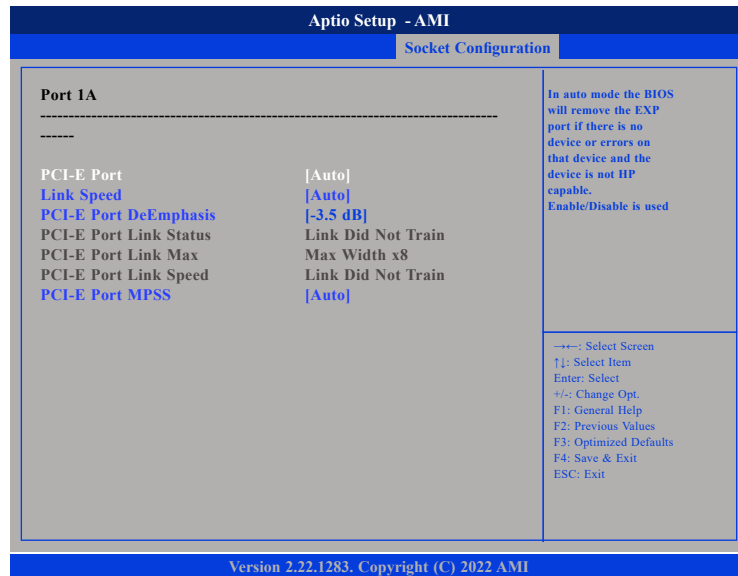 Aptio Setup - AMI
Socket Configuration
Port 1A
--------------------------------------------------------------------------------
------
PCI-E Port [Auto]
Link Speed [Auto]
PCI-E Port DeEmphasis [-3.5 dB]
PCI-E Port Link Status Link Did Not Train
PCI-E Port Link Max Max Width x8
PCI-E Port Link Speed Link Did Not Train
PCI-E Port MPSS [Auto]
In auto mode the BIOS
will remove the EXP
port if there is no
device or errors on
that device and the
device is not HP
capable.
Enable/Disable is used
→←: Select Screen
↑↓: Select Item
Enter: Select
+/-: Change Opt.
F1: General Help
F2: Previous Values
F3: Optimized Defaults
F4: Save & Exit
ESC: Exit
Version 2.22.1283. Copyright (C) 2022 AMI